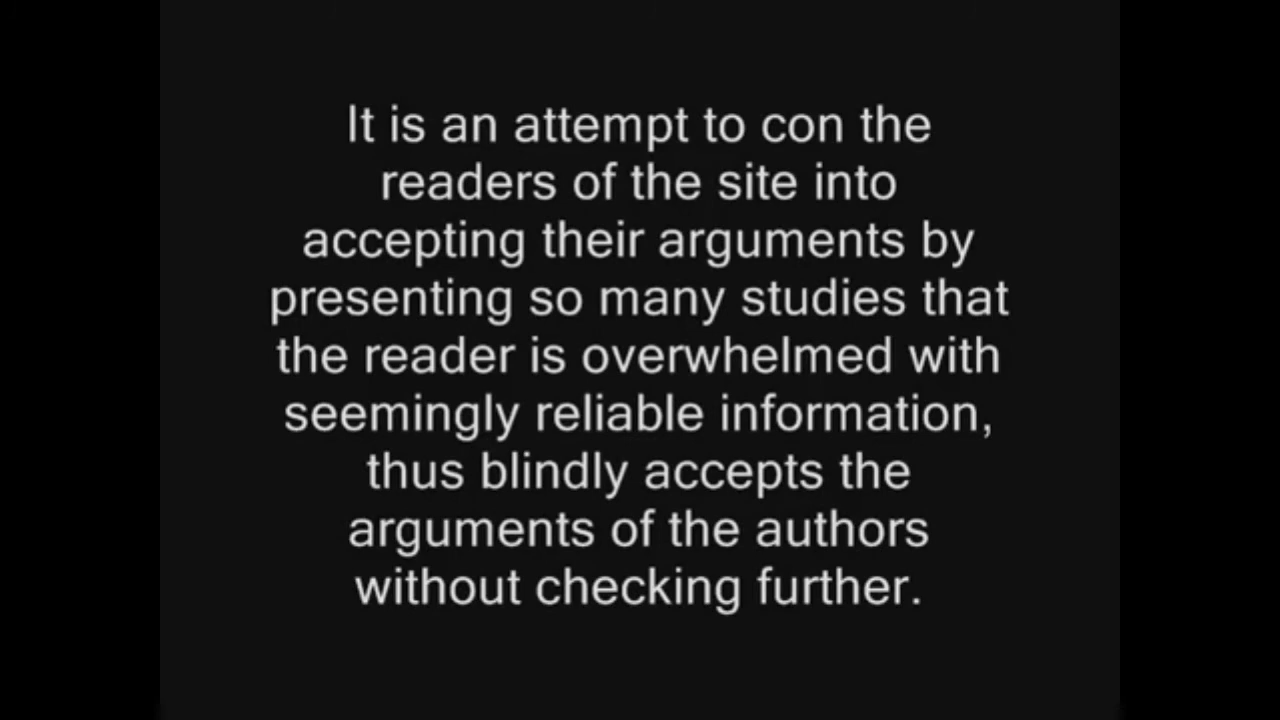 It is an attempt to con the
readers of the site into
accepting their arguments by
presenting so many studies that
the reader is overwhelmed with
seemingly reliable information,
thus blindly accepts the
arguments of the authors
without checking further.